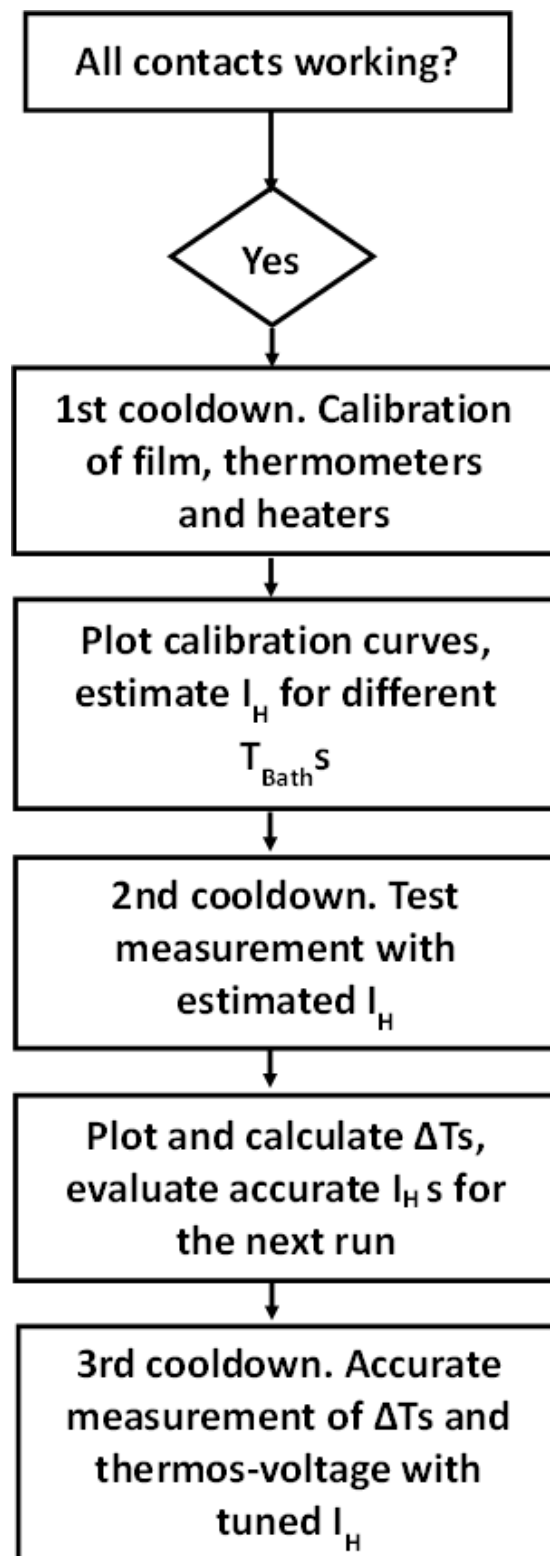 All contacts working?
Yes
1st cooldown. Calibration
of film, thermometers
and heaters
Plot calibration curves,
estimate I_H for different
T_Bath s
2nd cooldown. Test
measurement with
estimated I_H
Plot and calculate ΔTs,
evaluate accurate I_H s for
the next run
3rd cooldown. Accurate
measurement of ΔTs and
thermos-voltage with
tuned I_H